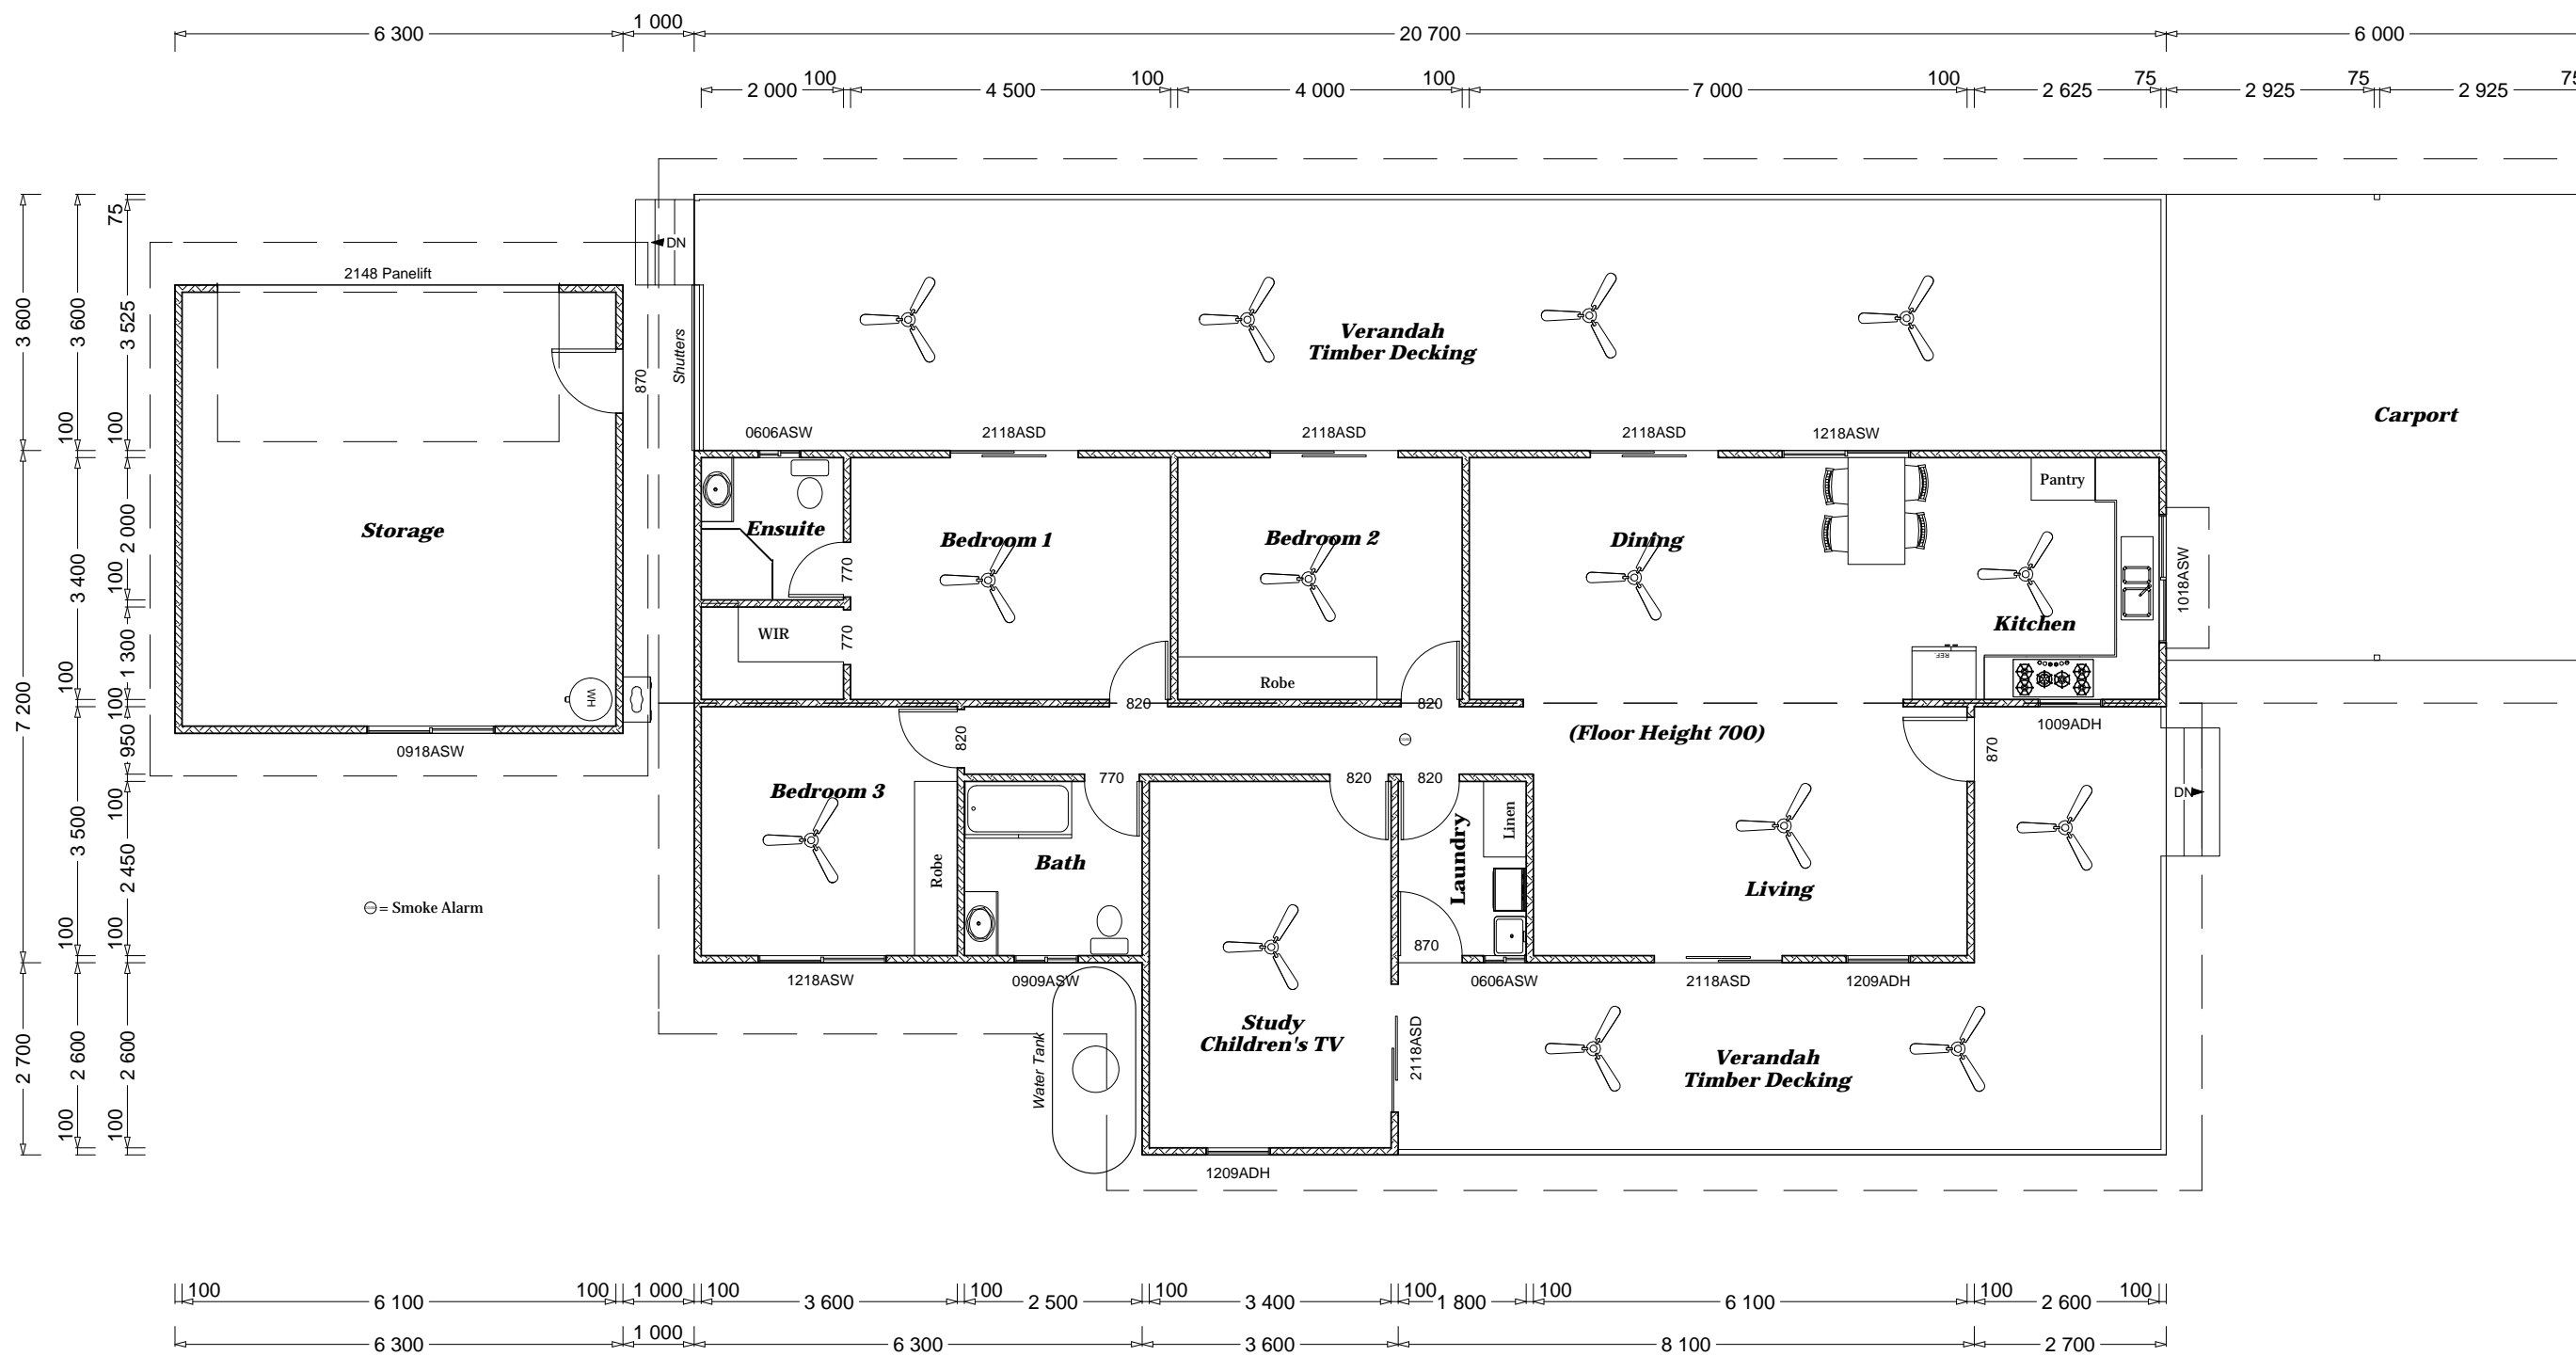 6 300
1 000
20 700
6 000
100
2 000
100
4 500
100
4 000
7 000
100
2 625
75
2 925
75
2 925
75
3 600
3 600
75
3 525
100
100
7 200
3 400
2 000
100
1 300
100
100
3 500
950
100
2 450
100
100
2 700
2 600
2 600
100
100
2148 Panelift
DN
Shutters
870
Verandah
Timber Decking
Carport
0606ASW
2118ASD
2118ASD
2118ASD
1218ASW
Storage
Ensuite
Bedroom 1
Bedroom 2
Dining
Pantry
Kitchen
1018ASW
770
770
WIR
Robe
REF.
WH
820
820
0918ASW
820
(Floor Height 700)
1009ADH
870
770
820
820
Bedroom 3
DN
Bath
Robe
Laundry
Linen
Living
= Smoke Alarm
870
1218ASW
0909ASW
0606ASW
2118ASD
1209ADH
Water Tank
Study
Children's TV
2118ASD
Verandah
Timber Decking
1209ADH
100
6 100
100
1 000
100
3 600
100
2 500
100
3 400
100
1 800
100
6 100
100
2 600
100
6 300
1 000
6 300
3 600
8 100
2 700